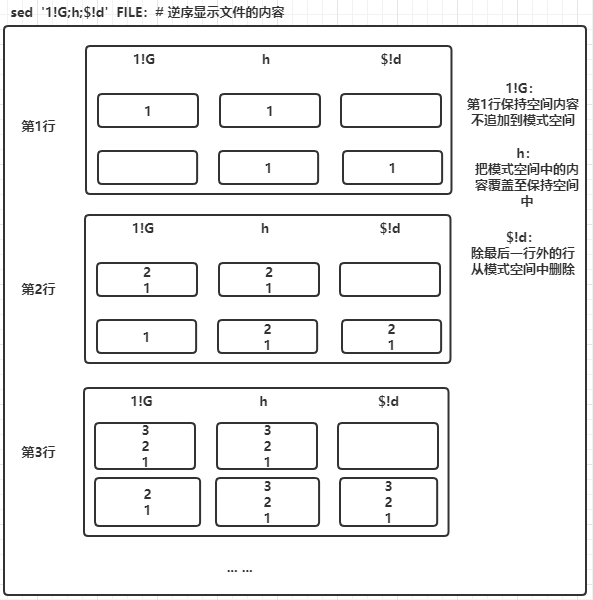 sed '1!G;h;$!d' FILE：# 逆序显示文件的内容
1!G h $!d
1 1
第1行
1 1
1!G：
第1行保持空间内容
不追加到模式空间
h：
把模式空间中的内
容覆盖至保持空间
中
$!d：
除最后一行外的行
从模式空间中删除
1!G h $!d
2 2
1 1
第2行
1
2 2
1 1
1!G h $!d
3 3
2 2
1 1
第3行
2
1
3 3
2 2
1 1
... ...